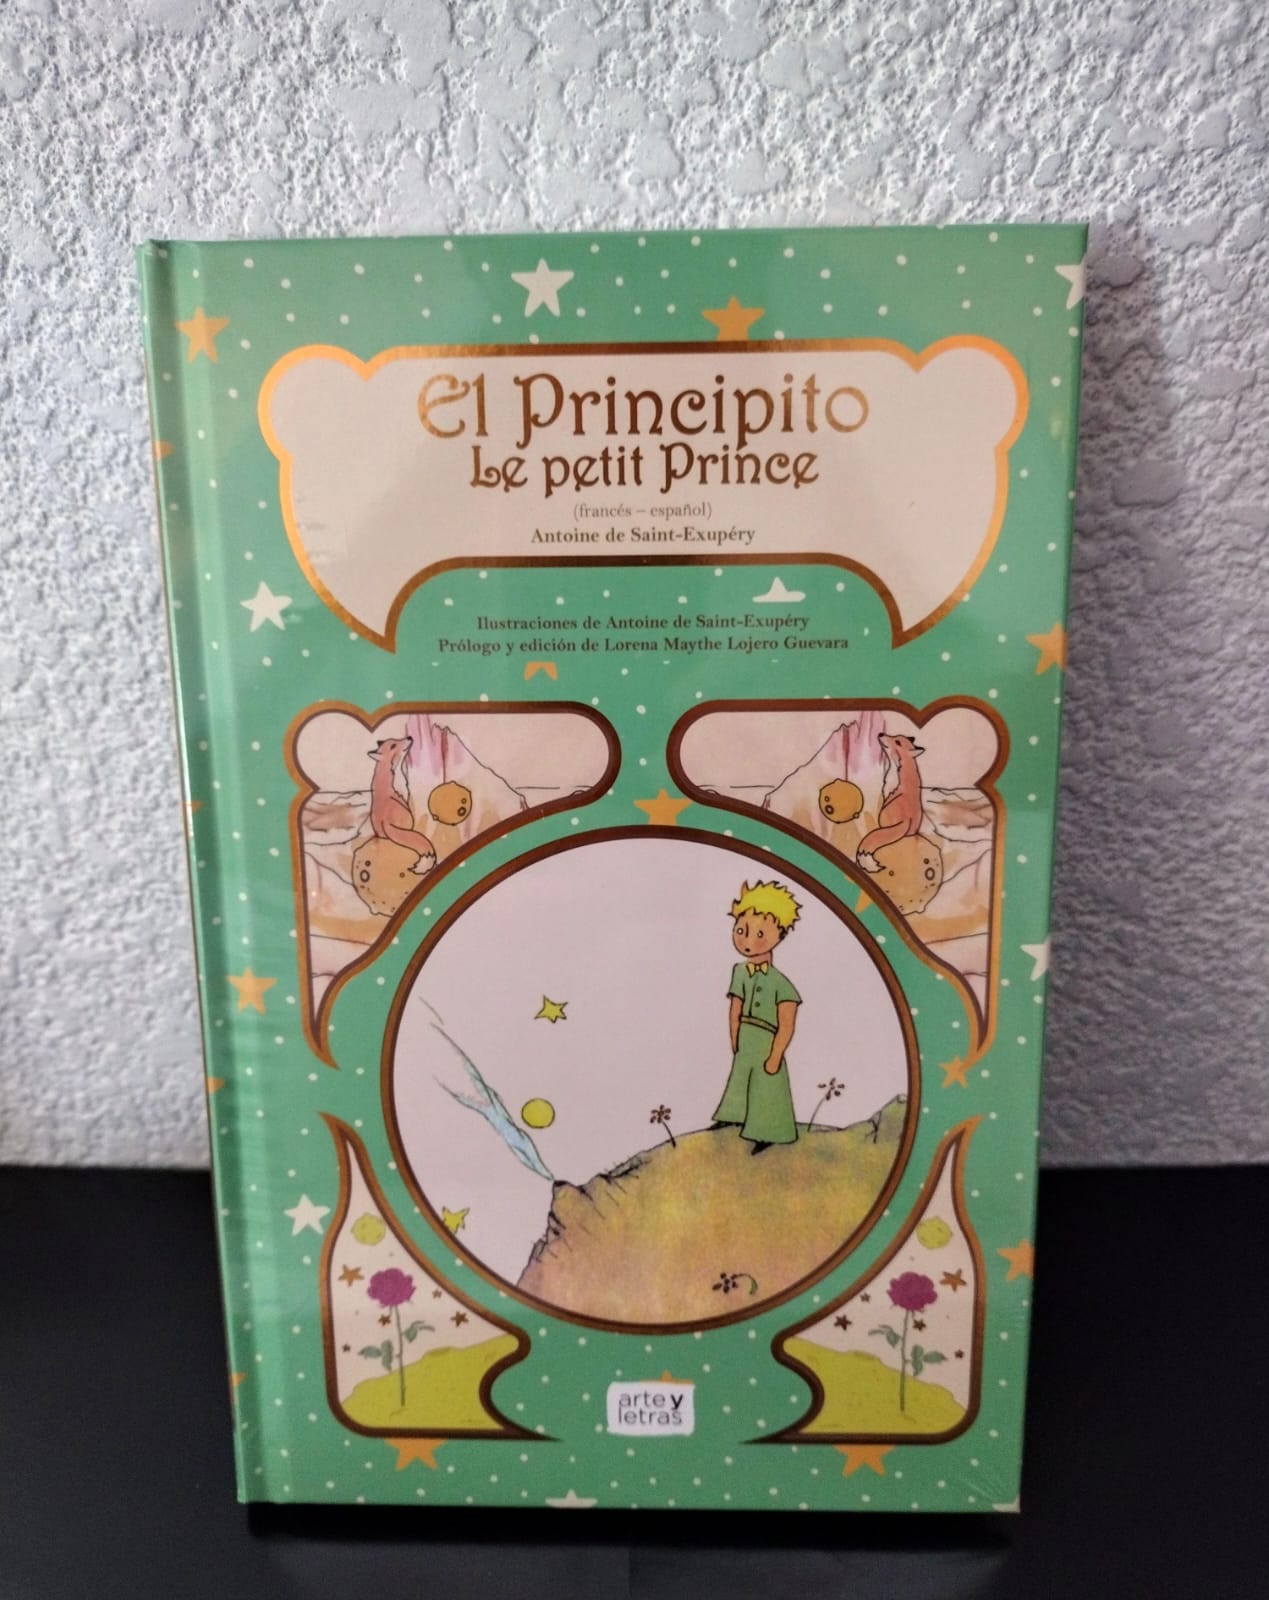 El Principito
Le petit Prince
(francés – español)
Antoine de Saint-Exupéry
Ilustraciones de Antoine de Saint-Exupéry
Prólogo y edición de Lorena Maythe Lojero Guevara
arte y
letras